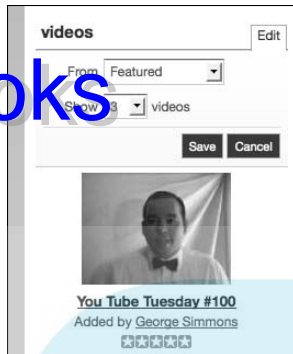 videos
Edit
From Featured
oks
Show 3 videos
Save Cancel
You Tube Tuesday #100
Added by George Simmons